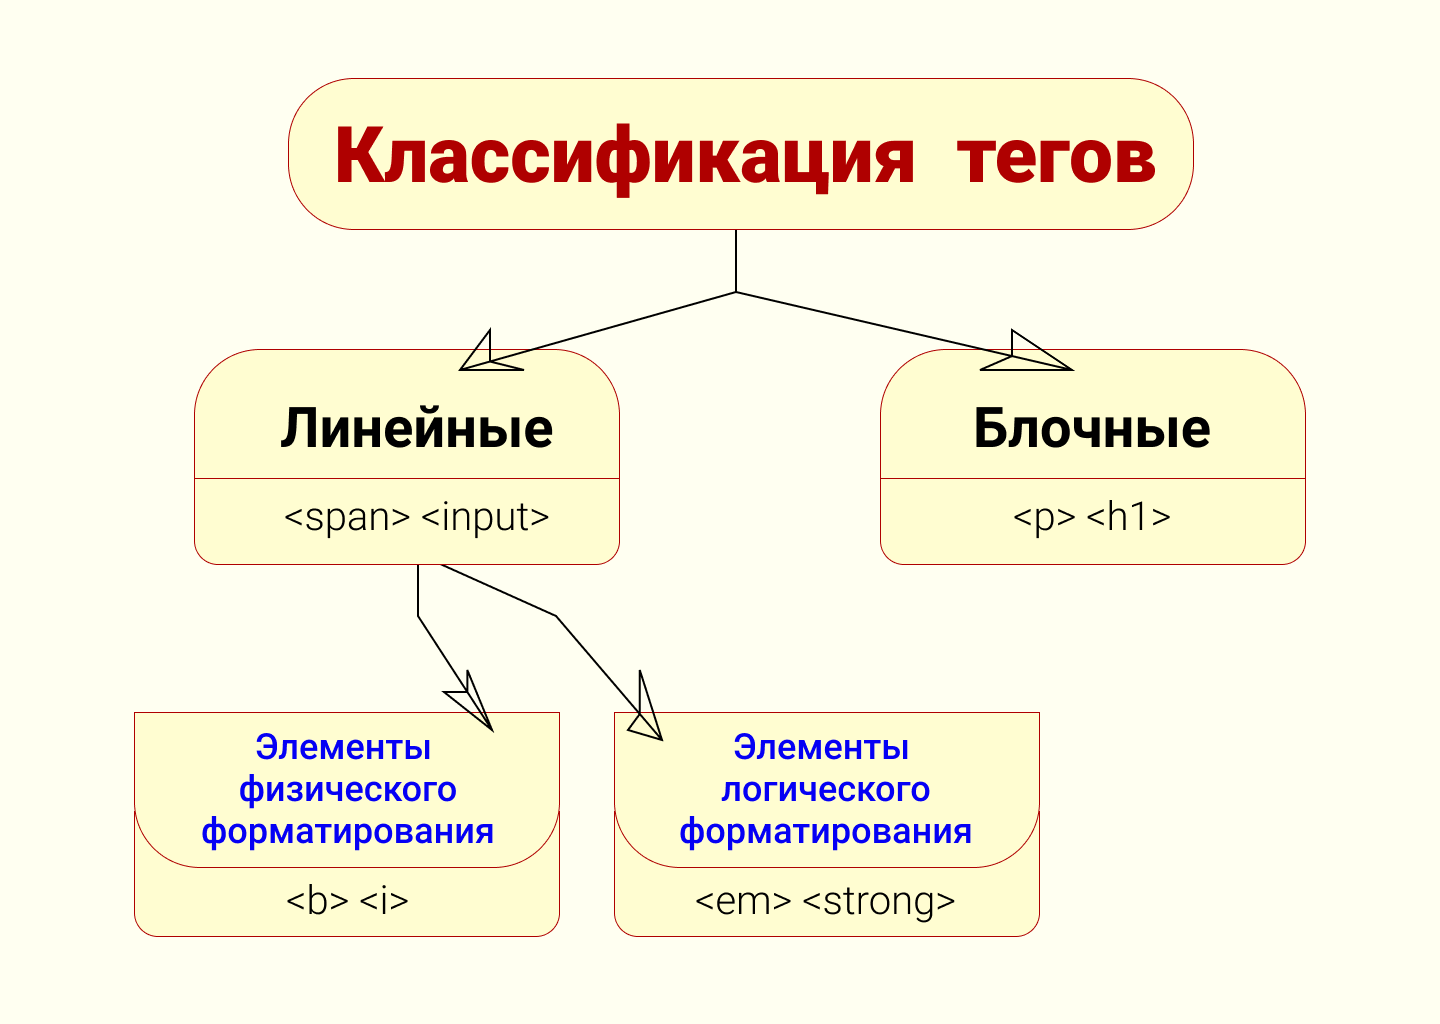 Классификация тегов
Линейные
<span> <input>
Блочные
<p> <h1>
Элементы
физического
форматирования
<b> <i>
Элементы
логического
форматирования
<em> <strong>